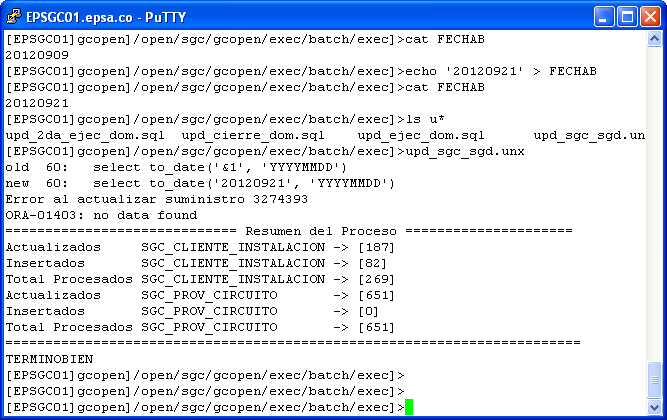 EPSGC01.epsa.co - PuTTY
[EPSGC01]gcopen]/open/sgc/gcopen/exec/batch/exec]>cat FECHAB
20120909
[EPSGC01]gcopen]/open/sgc/gcopen/exec/batch/exec]>echo '20120921' > FECHAB
[EPSGC01]gcopen]/open/sgc/gcopen/exec/batch/exec]>cat FECHAB
20120921
[EPSGC01]gcopen]/open/sgc/gcopen/exec/batch/exec]>ls u*
upd_2da_ejec_dom.sql  upd_cierre_dom.sql    upd_ejec_dom.sql      upd_sgc_sgd.un
[EPSGC01]gcopen]/open/sgc/gcopen/exec/batch/exec]>upd_sgc_sgd.unx
old  60:   select to_date('&1', 'YYYYMMDD')
new  60:   select to_date('20120921', 'YYYYMMDD')
Error al actualizar suministro 3274393
ORA-01403: no data found
============================= Resumen del Proceso ======================
Actualizados     SGC_CLIENTE_INSTALACION -> [187]
Insertados       SGC_CLIENTE_INSTALACION -> [82]
Total Procesados SGC_CLIENTE_INSTALACION -> [269]
Actualizados     SGC_PROV_CIRCUITO       -> [651]
Insertados       SGC_PROV_CIRCUITO       -> [0]
Total Procesados SGC_PROV_CIRCUITO       -> [651]
=========================================================================
TERMINOBIEN
[EPSGC01]gcopen]/open/sgc/gcopen/exec/batch/exec]>
[EPSGC01]gcopen]/open/sgc/gcopen/exec/batch/exec]>
[EPSGC01]gcopen]/open/sgc/gcopen/exec/batch/exec]>